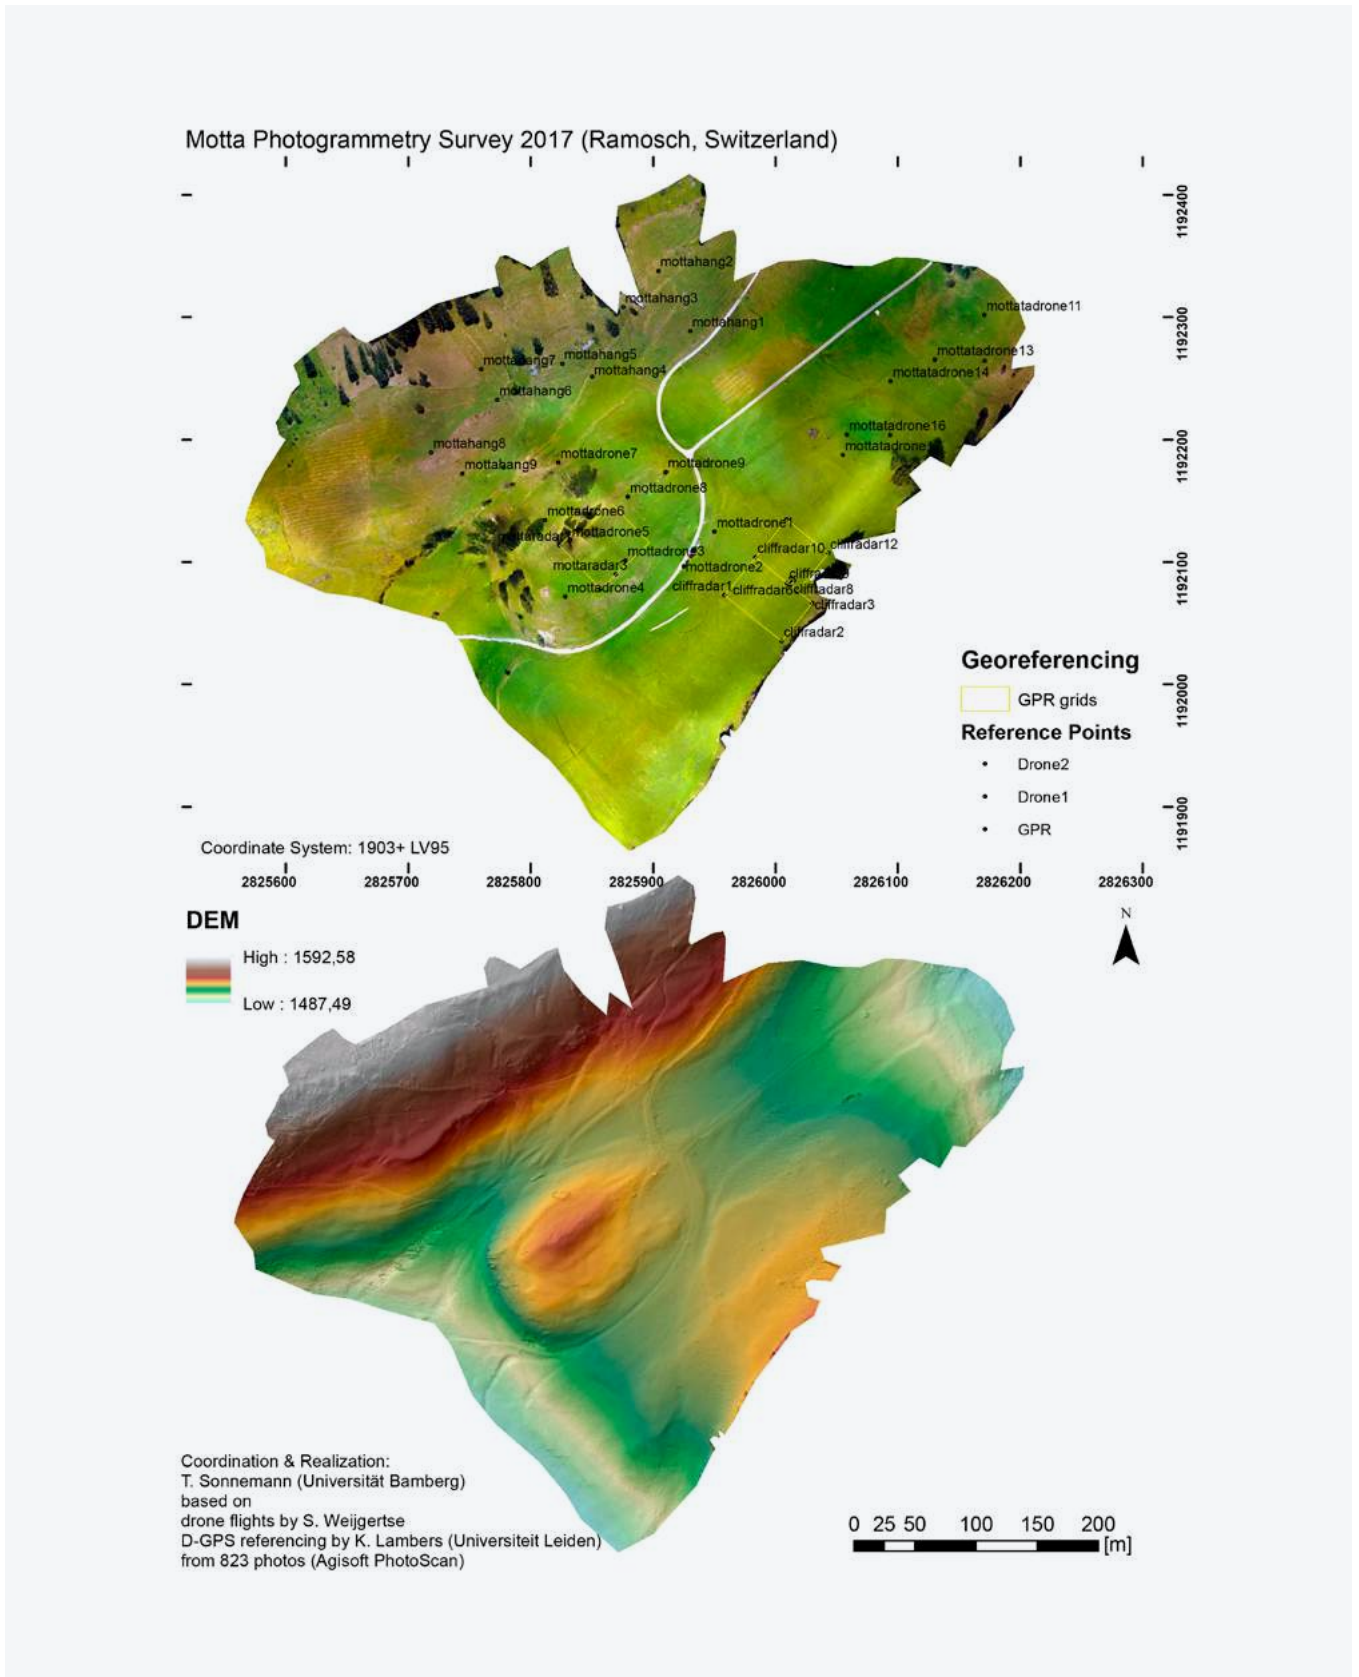 Motta Photogrammetry Survey 2017 (Ramosch, Switzerland)
1192400
mottahang2
mottahang3
mottatadrone11
mottahang1
1192300
mottatadrone13
mottahang5
mottahang7
mottahang4
mottatadrone14
mottahang6
mottatadrone16
mottahang8
mottatadrone
1192200
mottadrone7
mottahang9
mottadrone9
mottadrone8
mottadrone6
mottadrone1
mottadrone5
cliffradar12
mottadrone3
cliffradar10
mottaradar3
mottadrone2
1192100
mottadrone4
cliffradar1
cliffradar8
cliffradar3
cliffradar2
Georeferencing
GPR grids
1192000
Reference Points
Drone2
Drone1
GPR
1191900
Coordinate System: 1903+ LV95
2825600 2825700 2825800 2825900 2826000 2826100 2826200 2826300
DEM
N
High : 1592,58
Low : 1487,49
Coordination & Realization:
T. Sonnemann (Universität Bamberg)
based on
drone flights by S. Weijgertse
D-GPS referencing by K. Lambers (Universiteit Leiden)
from 823 photos (Agisoft PhotoScan)
0 25 50 100 150 200
[m]